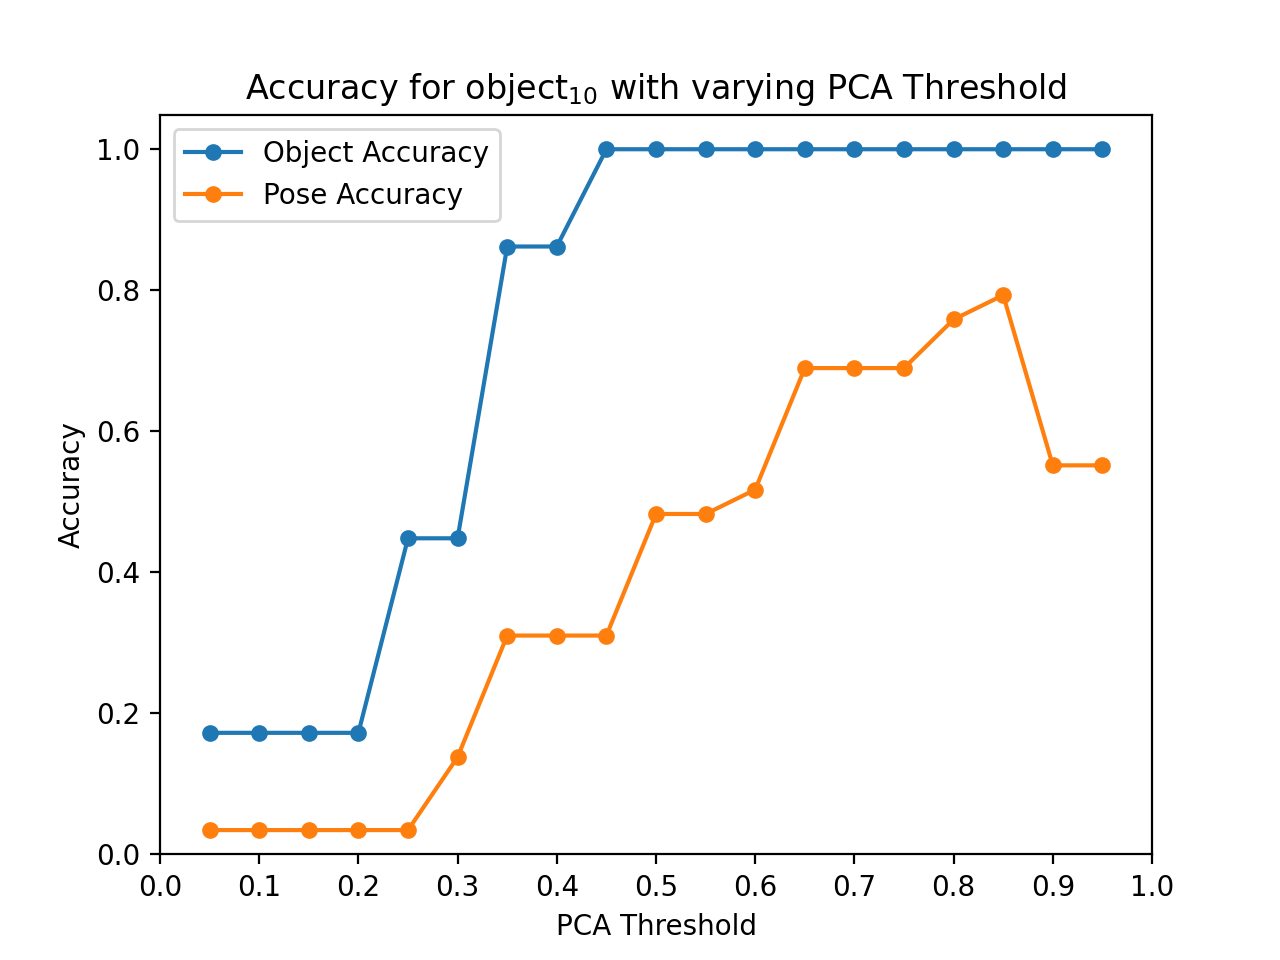 Accuracy for object₁₀ with varying PCA Threshold
Object Accuracy
Pose Accuracy
Accuracy
1.0
0.8
0.6
0.4
0.2
0.0
0.0 0.1 0.2 0.3 0.4 0.5 0.6 0.7 0.8 0.9 1.0
PCA Threshold